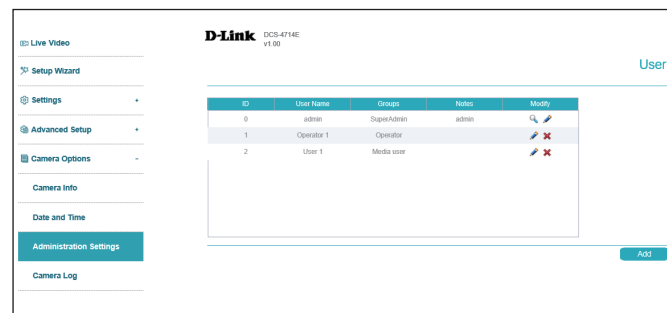 D-Link DCS-4714E
v1.00
User
Live Video
Setup Wizard
Settings +
Advanced Setup +
Camera Options -
Camera Info
Date and Time
Administration Settings
Camera Log
ID User Name Groups Notes Modify
0 admin SuperAdmin admin
1 Operator 1 Operator
2 User 1 Media user
Add